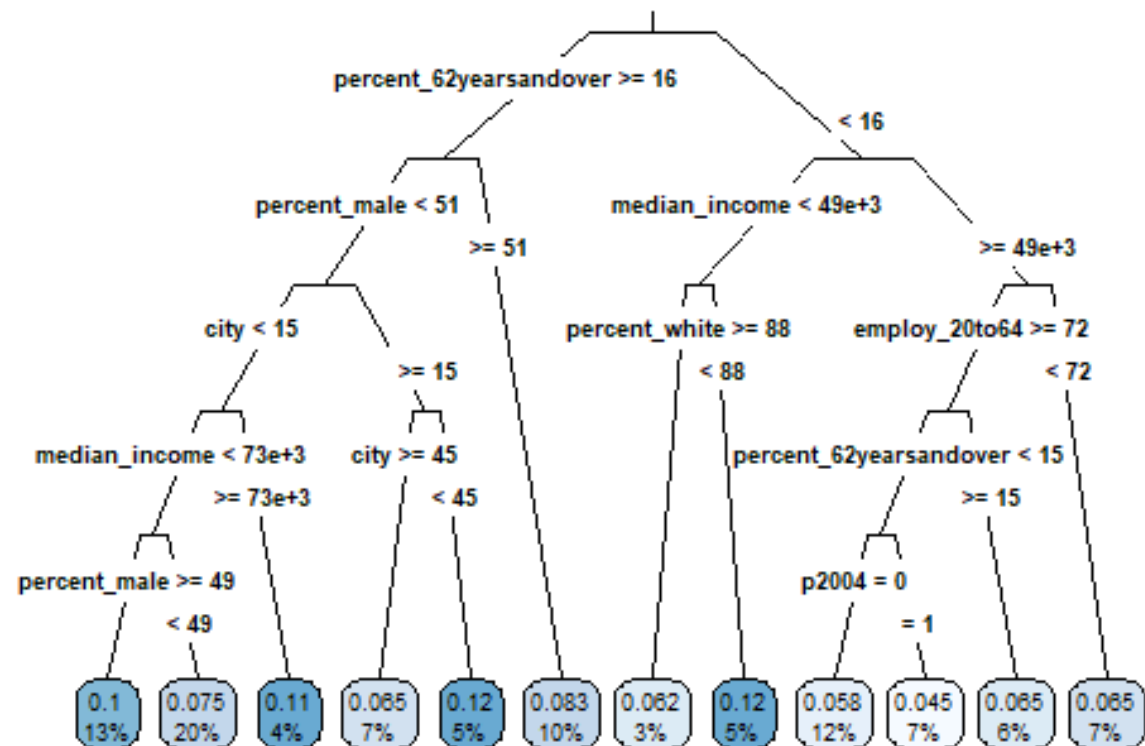 percent_62yearsandover >= 16
< 16
percent_male < 51
median_income < 49e+3
>= 51
>= 49e+3
city < 15
percent_white >= 88
employ_20to64 >= 72
>= 15
< 88
< 72
median_income < 73e+3
city >= 45
percent_62yearsandover < 15
>= 73e+3
< 45
>= 15
percent_male >= 49
p2004 = 0
< 49
= 1
0.1 0.075 0.11 0.065 0.12 0.083 0.062 0.12 0.058 0.045 0.065 0.065
13% 20% 4% 7% 5% 10% 3% 5% 12% 7% 6% 7%